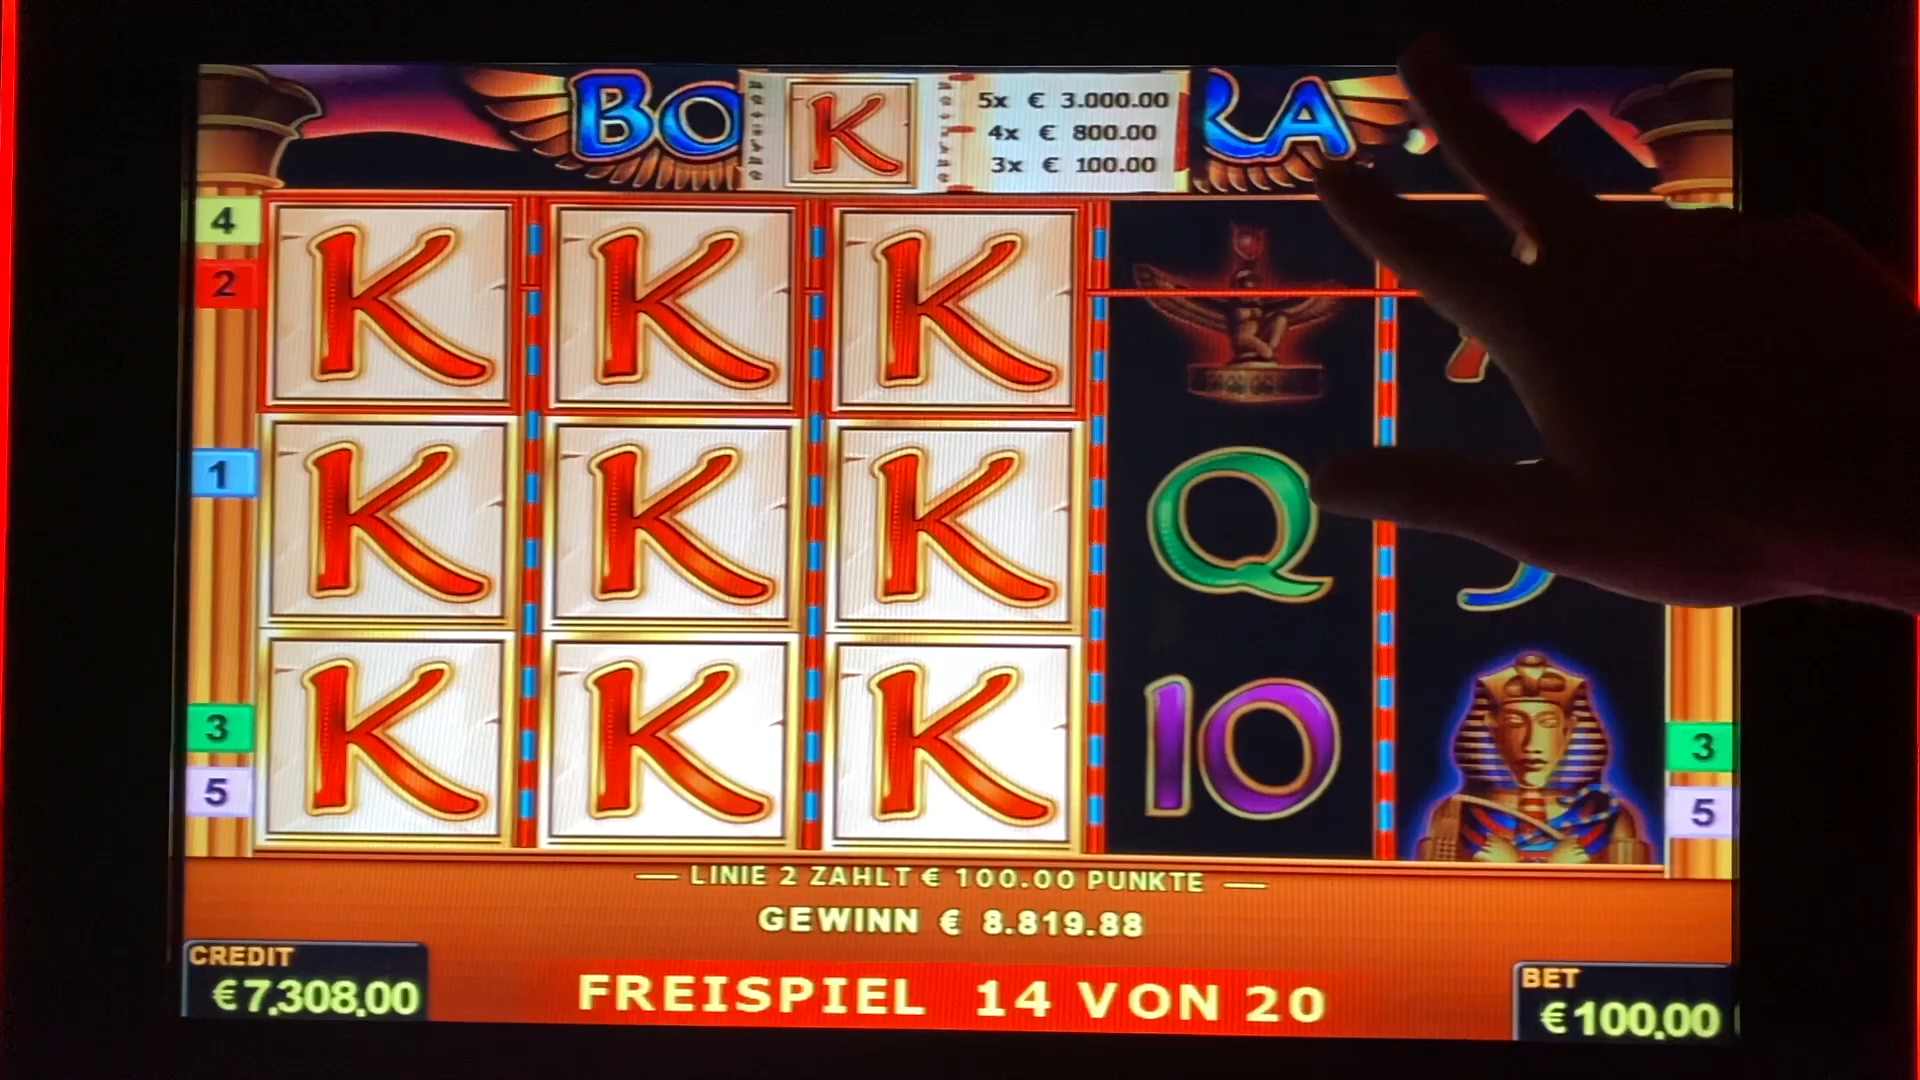 BO RA
K
5x € 3.000.00
4x € 800.00
3x € 100.00
4
2
1
3
5
K K K
K K K Q
K K K 10
3
5
LINIE 2 ZAHLT € 100.00 PUNKTE
GEWINN € 8.819.88
CREDIT
€7,308.00
FREISPIEL 14 VON 20
BET
€100.00